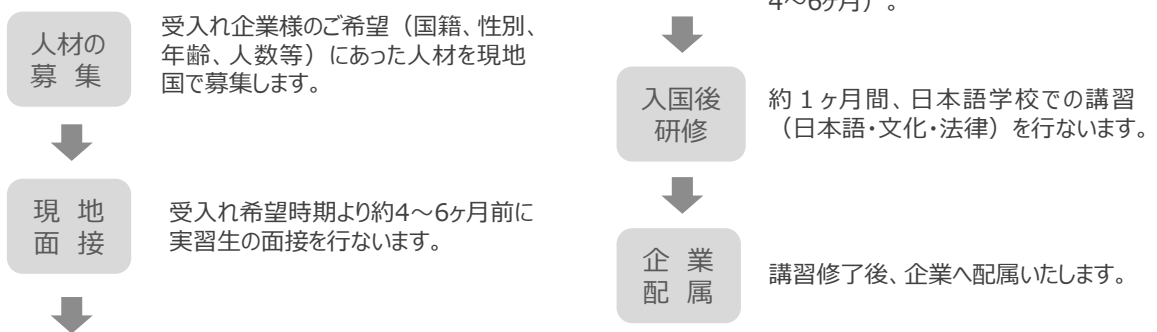 人材の
募 集
受入れ企業様のご希望（国籍、性別、
年齢、人数等）にあった人材を現地
国で募集します。
現 地
面 接
受入れ希望時期より約4～6ヶ月前に
実習生の面接を行ないます。
4～6ヶ月）。
入国後
研修
約１ヶ月間、日本語学校での講習
（日本語・文化・法律）を行ないます。
企 業
配 属
講習修了後、企業へ配属いたします。